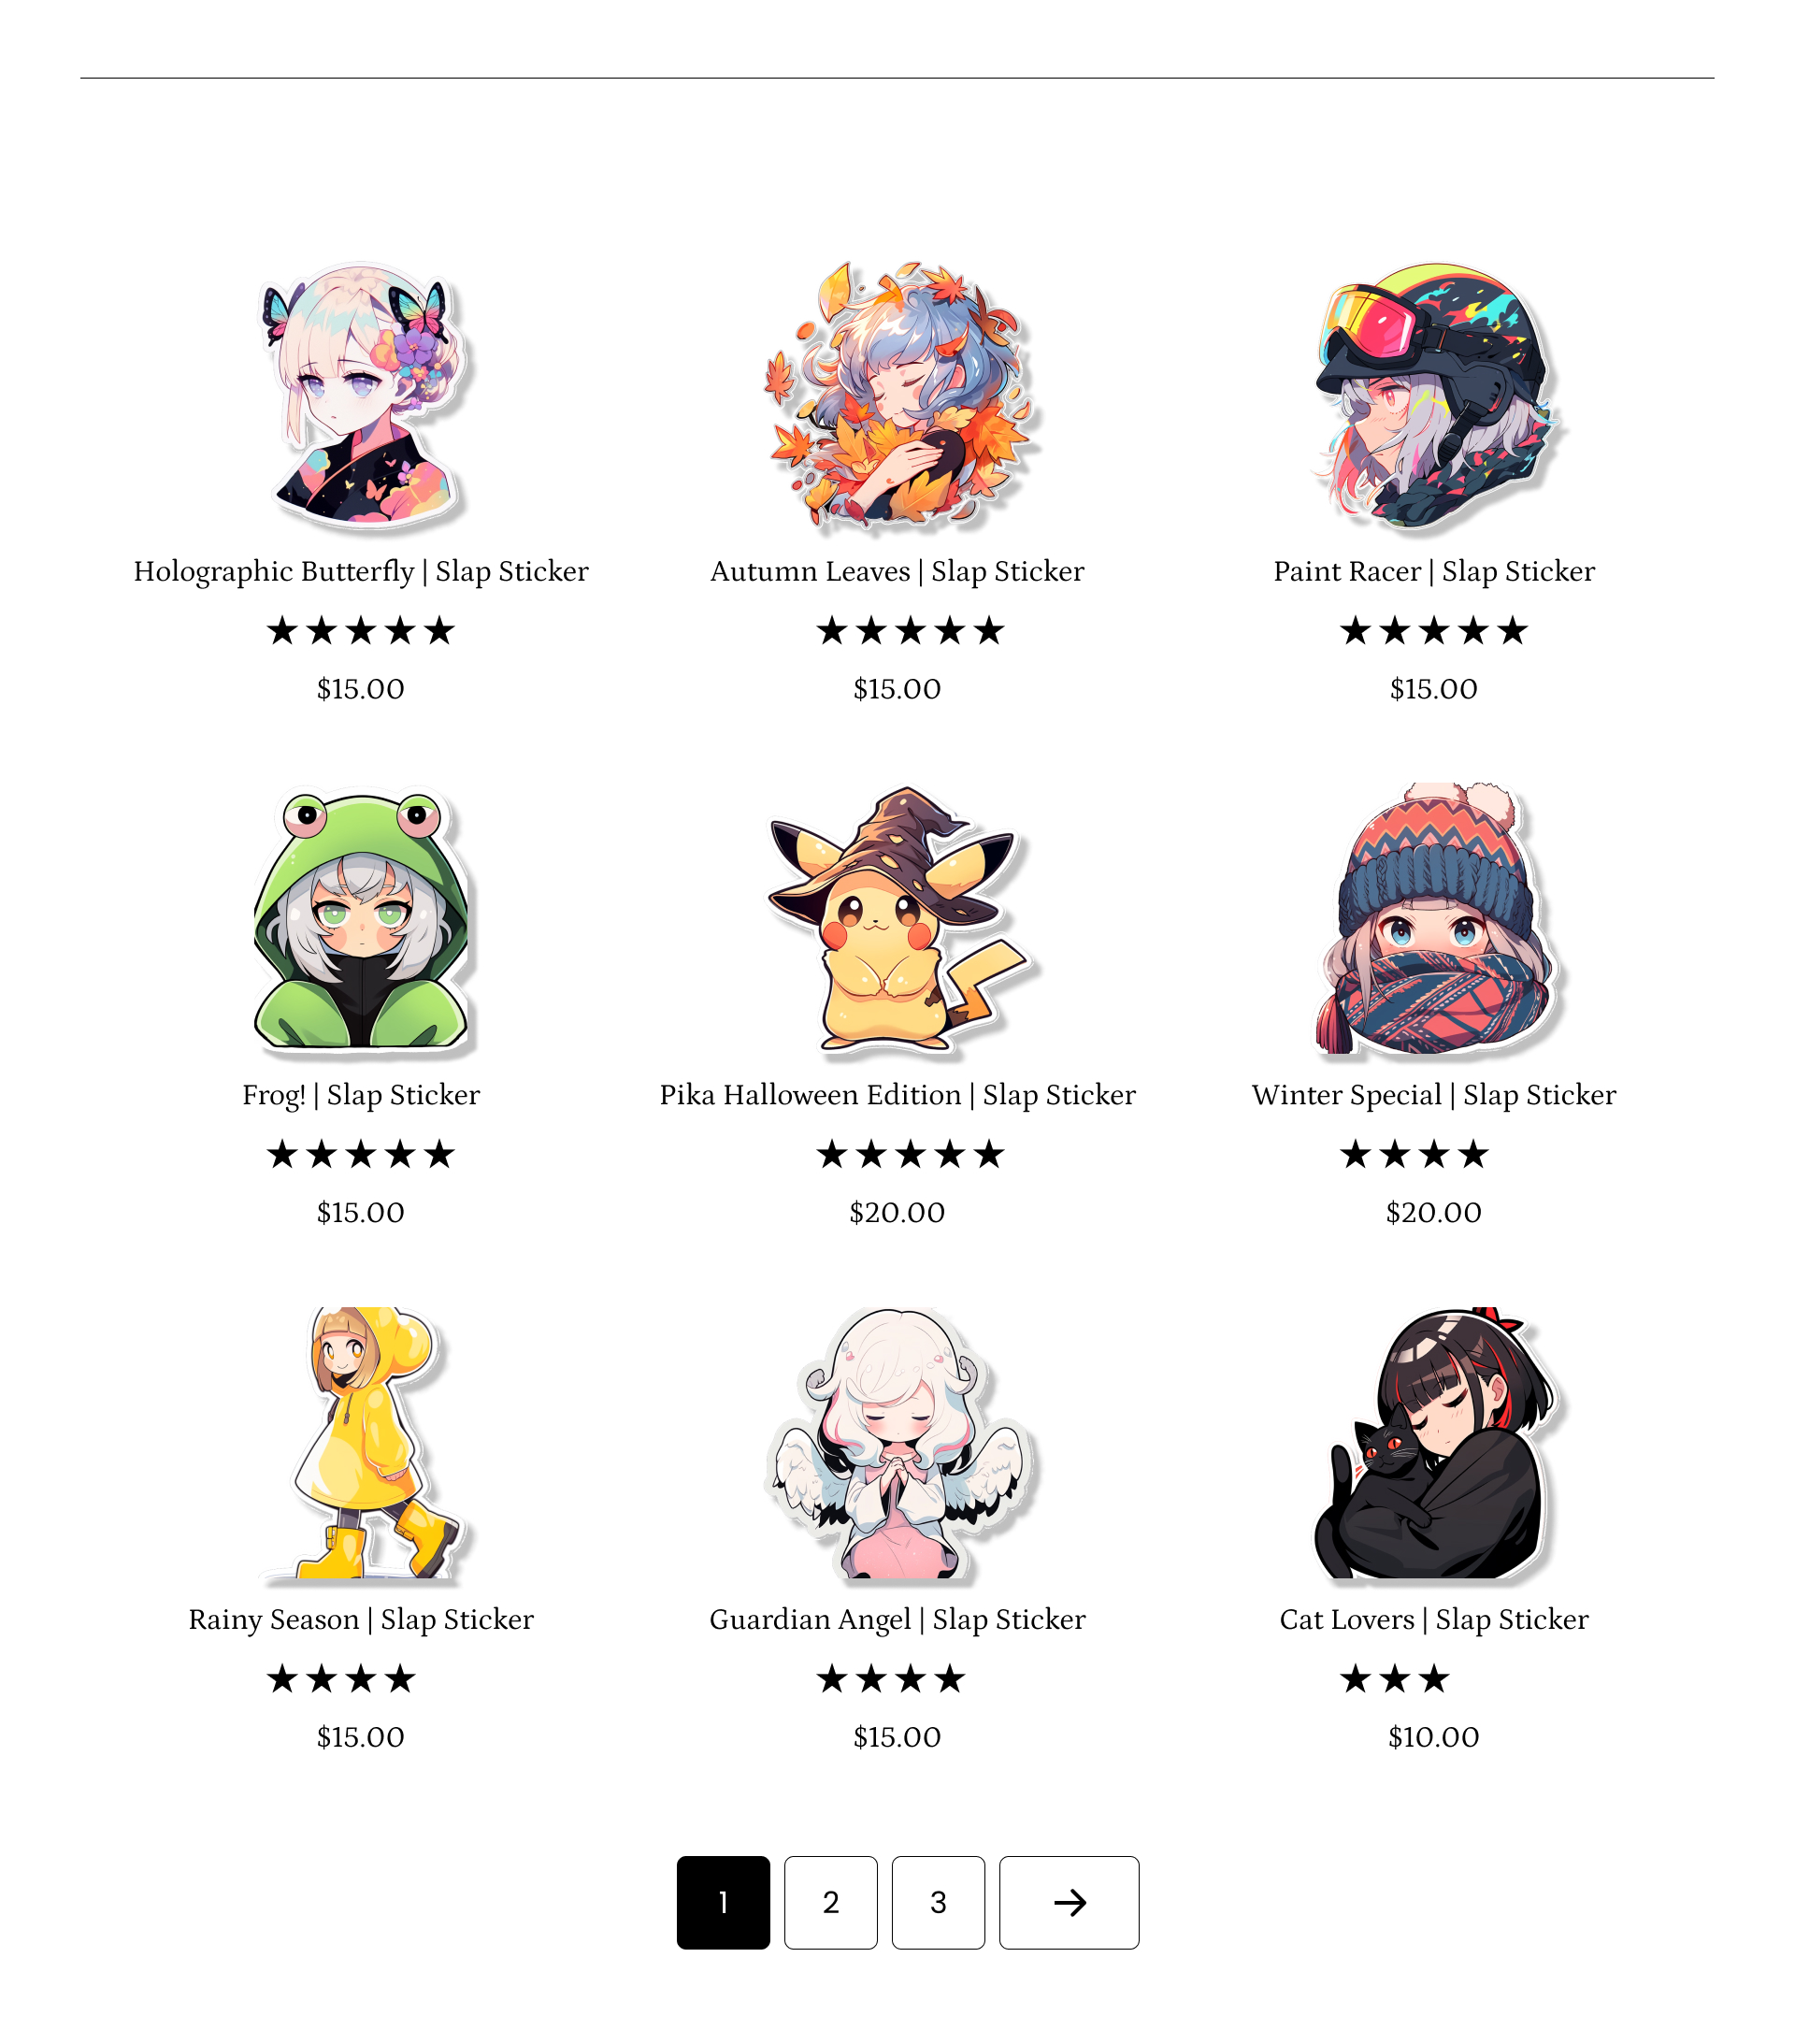 Holographic Butterfly | Slap Sticker
★★★★★
$15.00
Autumn Leaves | Slap Sticker
★★★★★
$15.00
Paint Racer | Slap Sticker
★★★★★
$15.00
Frog! | Slap Sticker
★★★★★
$15.00
Pika Halloween Edition | Slap Sticker
★★★★★
$20.00
Winter Special | Slap Sticker
★★★★
$20.00
Rainy Season | Slap Sticker
★★★★
$15.00
Guardian Angel | Slap Sticker
★★★★
$15.00
Cat Lovers | Slap Sticker
★★★
$10.00
1 2 3 →